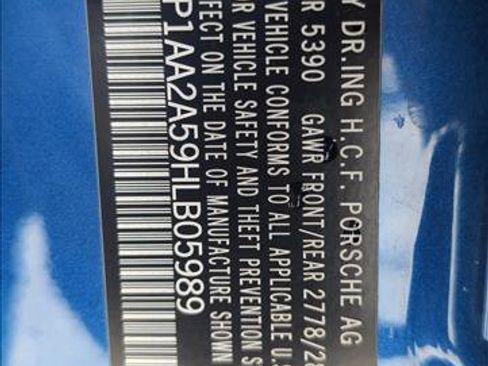 Y DR.ING H.C.F. PORSCHE AG
R 5390 GAWR FRONT/REAR 2778/28
VEHICLE CONFORMS TO ALL APPLICABLE U.S
R VEHICLE SAFETY AND THEFT PREVENTION S
FECT ON THE DATE OF MANUFACTURE SHOWN
P1AA2A59HLB05989